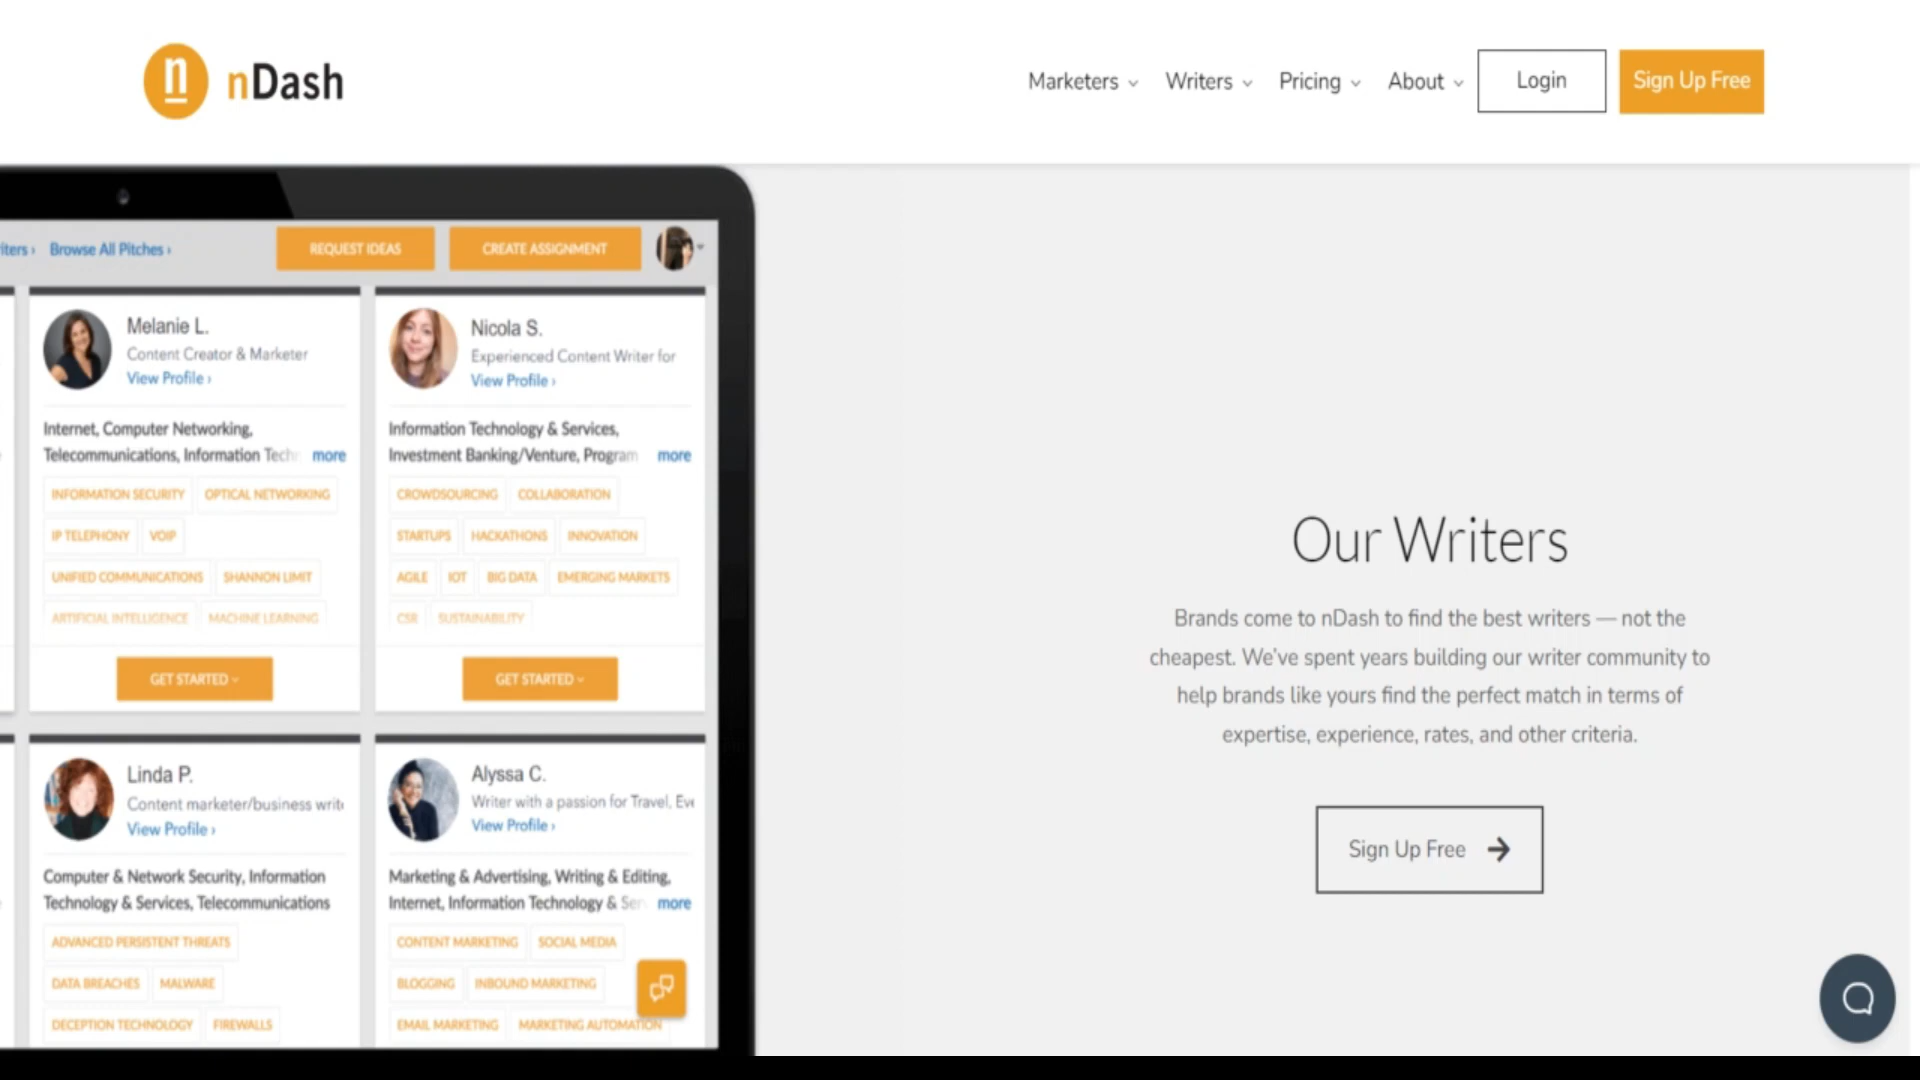 n nDash
Marketers
Writers
Pricing
About
Login
Sign Up Free
Browse All Pitches ›
REQUEST IDEAS
CREATE ASSIGNMENT
Melanie L.
Content Creator & Marketer
View Profile ›
Internet, Computer Networking,
Telecommunications, Information more
INFORMATION SECURITY OPTICAL NETWORKING
IP TELEPHONY VOIP
UNIFIED COMMUNICATIONS SHANNON LIMIT
ARTIFICIAL INTELLIGENCE MACHINE LEARNING
GET STARTED
Nicola S.
Experienced Content Writer for
View Profile ›
Information Technology & Services,
Investment Banking/Venture, Program more
CROWDSOURCING COLLABORATION
STARTUPS HACKATHONS INNOVATION
AGILE IOT BIG DATA EMERGING MARKETS
CSR SUSTAINABILITY
GET STARTED
Linda P.
Content marketer/business
View Profile ›
Computer & Network Security, Information
Technology & Services, Telecommunications
ADVANCED PERSISTENT THREATS
DATA BREACHES MALWARE
DECEPTION TECHNOLOGY FIREWALLS
Alyssa C.
Writer with a passion for Travel,
View Profile ›
Marketing & Advertising, Writing & Editing,
Internet, Information Technology & more
CONTENT MARKETING SOCIAL MEDIA
BLOGGING INBOUND MARKETING
EMAIL MARKETING MARKETING AUTOMATION
Our Writers
Brands come to nDash to find the best writers — not the
cheapest. We've spent years building our writer community to
help brands like yours find the perfect match in terms of
expertise, experience, rates, and other criteria.
Sign Up Free →